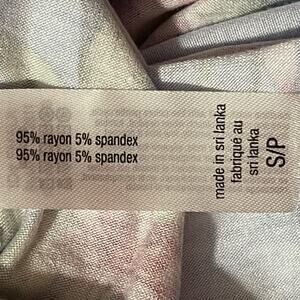 95% rayon 5% spandex
95% rayon 5% spandex
made in sri lanka
fabriqué au
sri lanka
S/P